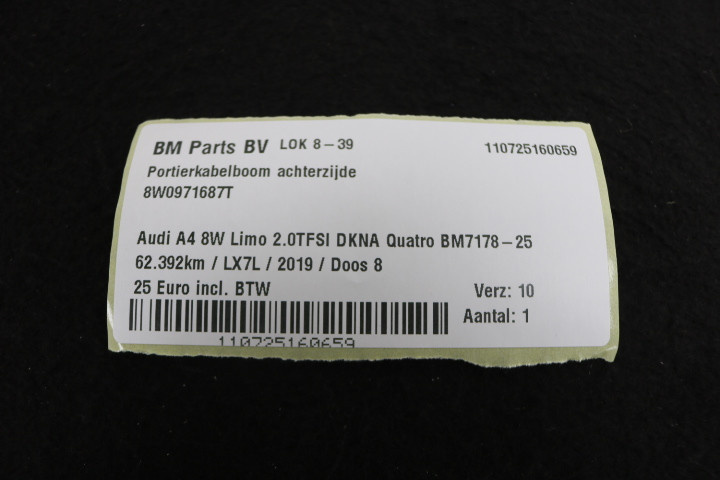 BM Parts BV LOK 8-39 110725160659
Portierkabelboom achterzijde
8W0971687T
Audi A4 8W Limo 2.0TFSI DKNA Quatro BM7178-25
62.392km / LX7L / 2019 / Doos 8
25 Euro incl. BTW Verz: 10
Aantal: 1
110725160659